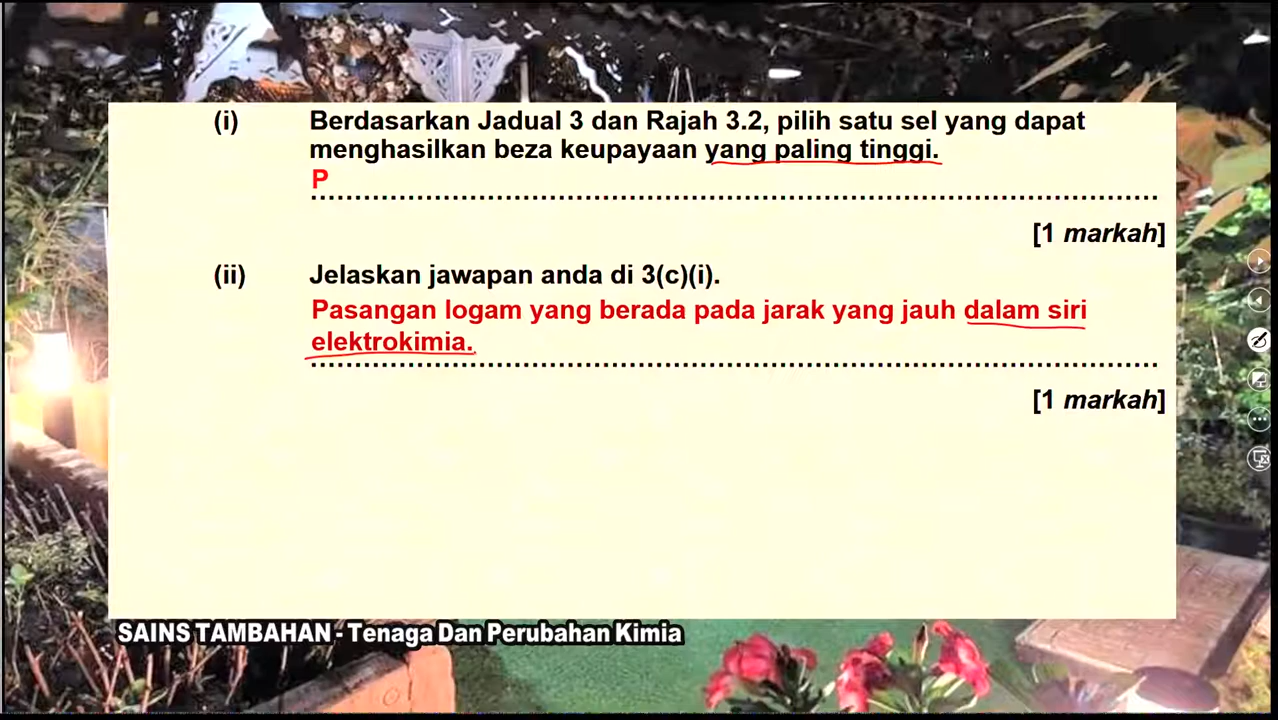 (i) Berdasarkan Jadual 3 dan Rajah 3.2, pilih satu sel yang dapat
menghasilkan beza keupayaan yang paling tinggi.
P
[1 markah]
(ii) Jelaskan jawapan anda di 3(c)(i).
Pasangan logam yang berada pada jarak yang jauh dalam siri
elektrokimia.
[1 markah]
SAINS TAMBAHAN - Tenaga Dan Perubahan Kimia